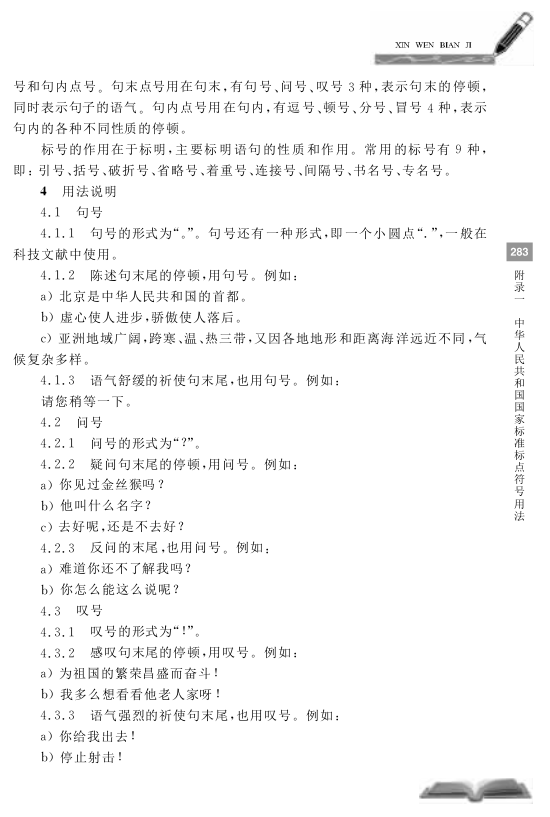 XIN WEN BIAN JI
号和句内点号。句末点号用在句末,有句号、问号、叹号 3 种,表示句末的停顿,
同时表示句子的语气。句内点号用在句内,有逗号、顿号、分号、冒号 4 种,表示
句内的各种不同性质的停顿。
标号的作用在于标明,主要标明语句的性质和作用。常用的标号有 9 种,
即:引号、括号、破折号、省略号、着重号、连接号、间隔号、书名号、专名号。
4 用法说明
4.1 句号
4.1.1 句号的形式为“。”。句号还有一种形式,即一个小圆点“.”,一般在
科技文献中使用。
4.1.2 陈述句末尾的停顿,用句号。例如:
a) 北京是中华人民共和国的首都。
b) 虚心使人进步,骄傲使人落后。
c) 亚洲地域广阔,跨寒、温、热三带,又因各地地形和距离海洋远近不同,气
候复杂多样。
4.1.3 语气舒缓的祈使句末尾,也用句号。例如:
请您稍等一下。
4.2 问号
4.2.1 问号的形式为“?”。
4.2.2 疑问句末尾的停顿,用问号。例如:
a) 你见过金丝猴吗?
b) 他叫什么名字?
c) 去好呢,还是不去好?
4.2.3 反问的末尾,也用问号。例如:
a) 难道你还不了解我吗?
b) 你怎么能这么说呢?
4.3 叹号
4.3.1 叹号的形式为“!”。
4.3.2 感叹句末尾的停顿,用叹号。例如:
a) 为祖国的繁荣昌盛而奋斗!
b) 我多么想看看他老人家呀!
4.3.3 语气强烈的祈使句末尾,也用叹号。例如:
a) 你给我出去!
b) 停止射击!
283
附录一 中华人民共和国国家标准标点符号用法